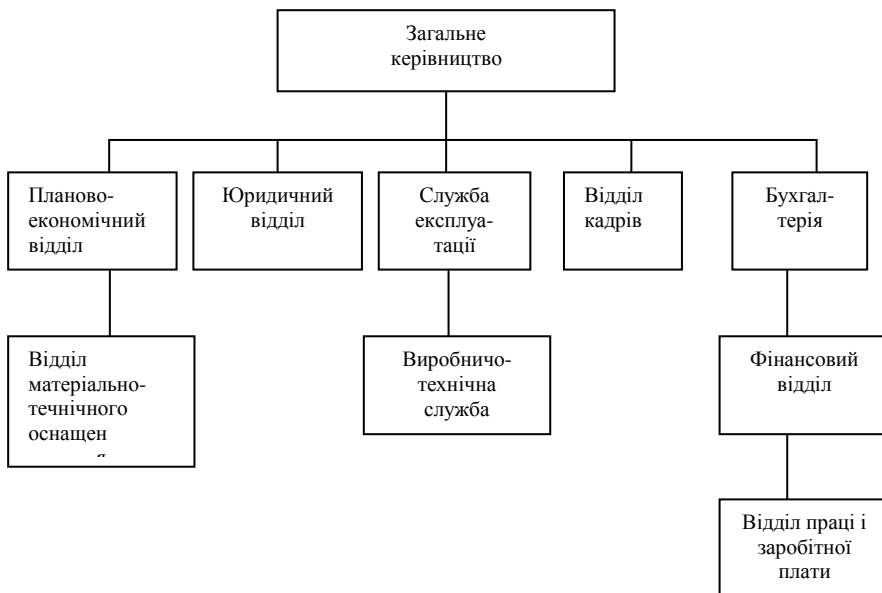 Загальне
керівництво
Планово-
економічний
відділ
Юридичний
відділ
Служба
експлуа-
тації
Відділ
кадрів
Бухгал-
терія
Відділ
матеріально-
течнічного
оснащен
Виробничо-
технічна
служба
Фінансовий
відділ
Відділ праці і
заробітної
плати